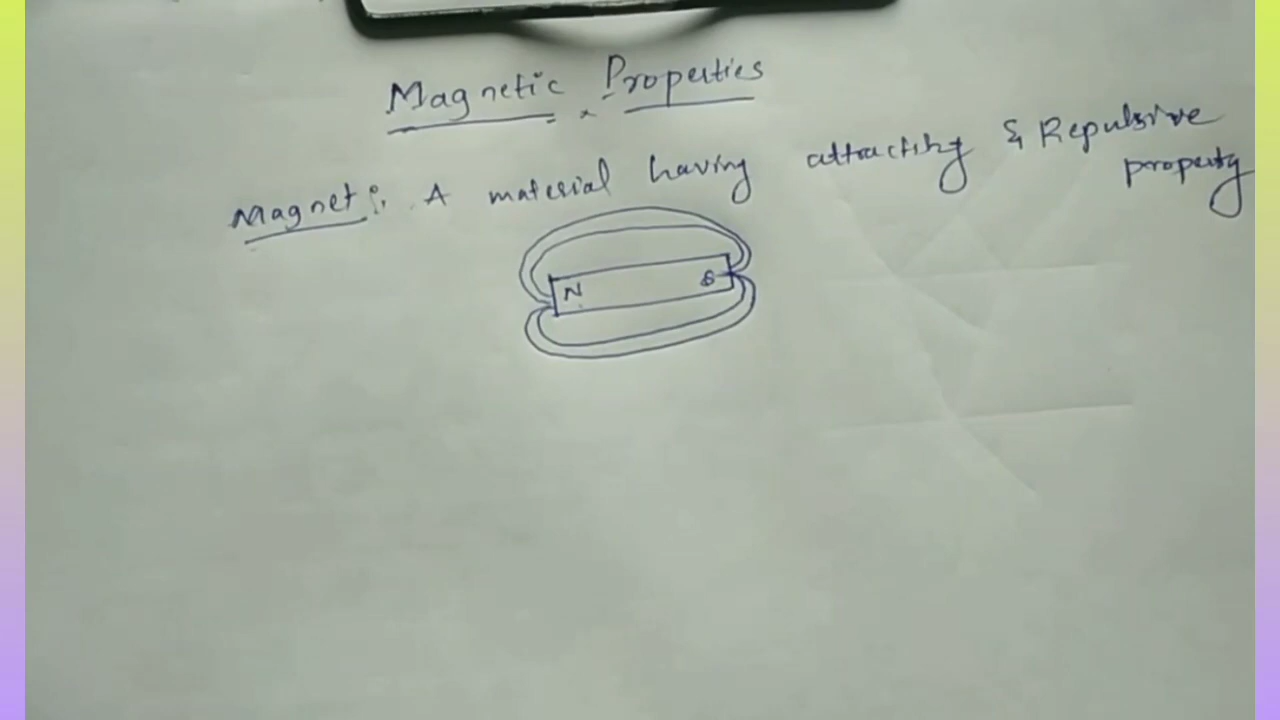 Magnetic Properties
Magnet:. A material having attracting & Repulsive
property
N S